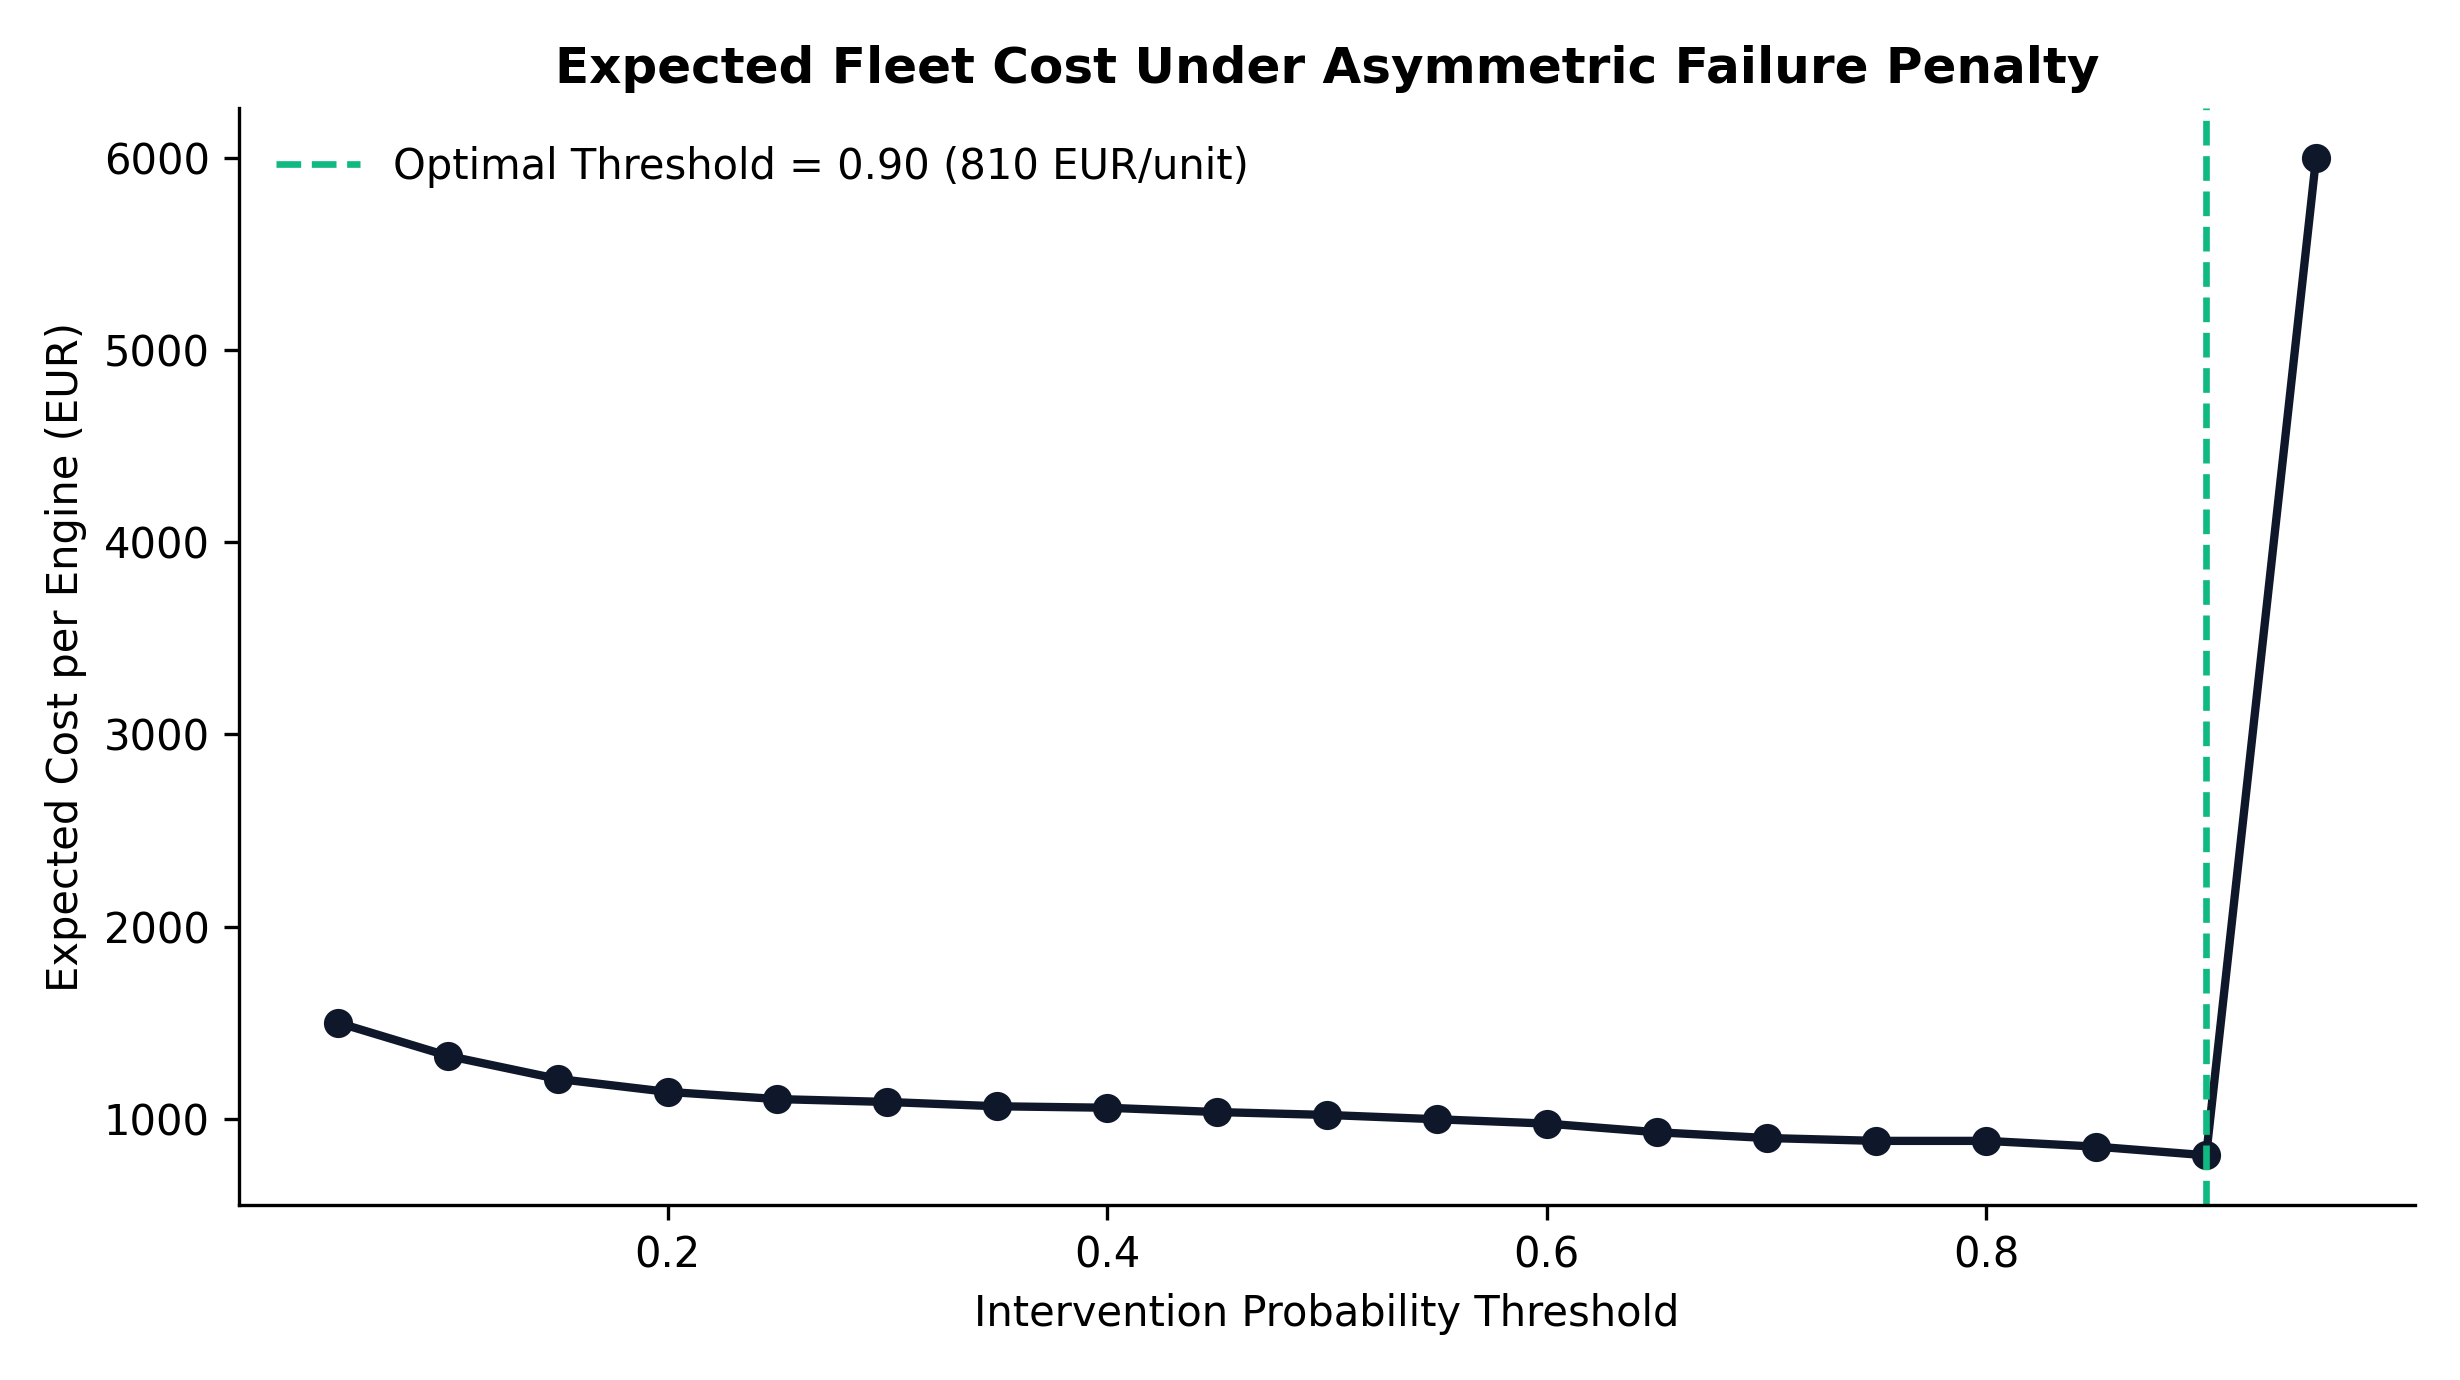 Expected Fleet Cost Under Asymmetric Failure Penalty
Optimal Threshold = 0.90 (810 EUR/unit)
Expected Cost per Engine (EUR)
6000
5000
4000
3000
2000
1000
0.2 0.4 0.6 0.8
Intervention Probability Threshold